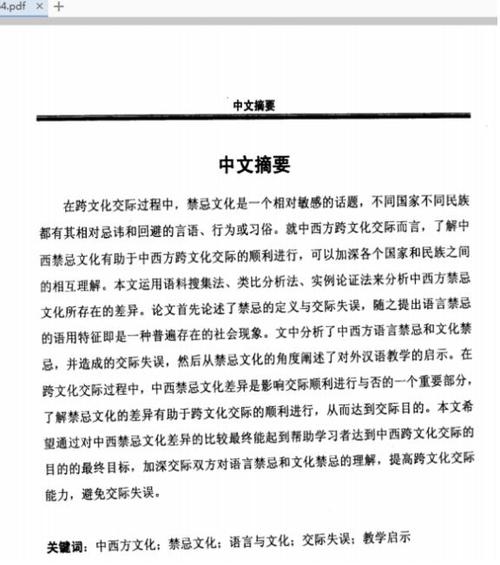 4.pdf × +
中文摘要
中文摘要
在跨文化交际过程中，禁忌文化是一个相对敏感的话题，不同国家不同民族
都有其相对忌讳和回避的言语、行为或习俗。就中西方跨文化交际而言，了解中
西禁忌文化有助于中西方跨文化交际的顺利进行，可以加深各个国家和民族之间
的相互理解。本文运用语料搜集法、类比分析法、实例论证法来分析中西方禁忌
文化所存在的差异。论文首先论述了禁忌的定义与交际失误，随之提出语言禁忌
的语用特征即是一种普遍存在的社会现象。文中分析了中西方语言禁忌和文化禁
忌，并造成的交际失误，然后从禁忌文化的角度阐述了对外汉语教学的启示。在
跨文化交际过程中，中西禁忌文化差异是影响交际顺利进行与否的一个重要部分，
了解禁忌文化的差异有助于跨文化交际的顺利进行，从而达到交际目的。本文希
望通过对中西禁忌文化差异的比较最终能起到帮助学习者达到中西跨文化交际的
目的的最终目标，加深交际双方对语言禁忌和文化禁忌的理解，提高跨文化交际
能力，避免交际失误。
关键词：中西方文化；禁忌文化；语言与文化；交际失误；教学启示